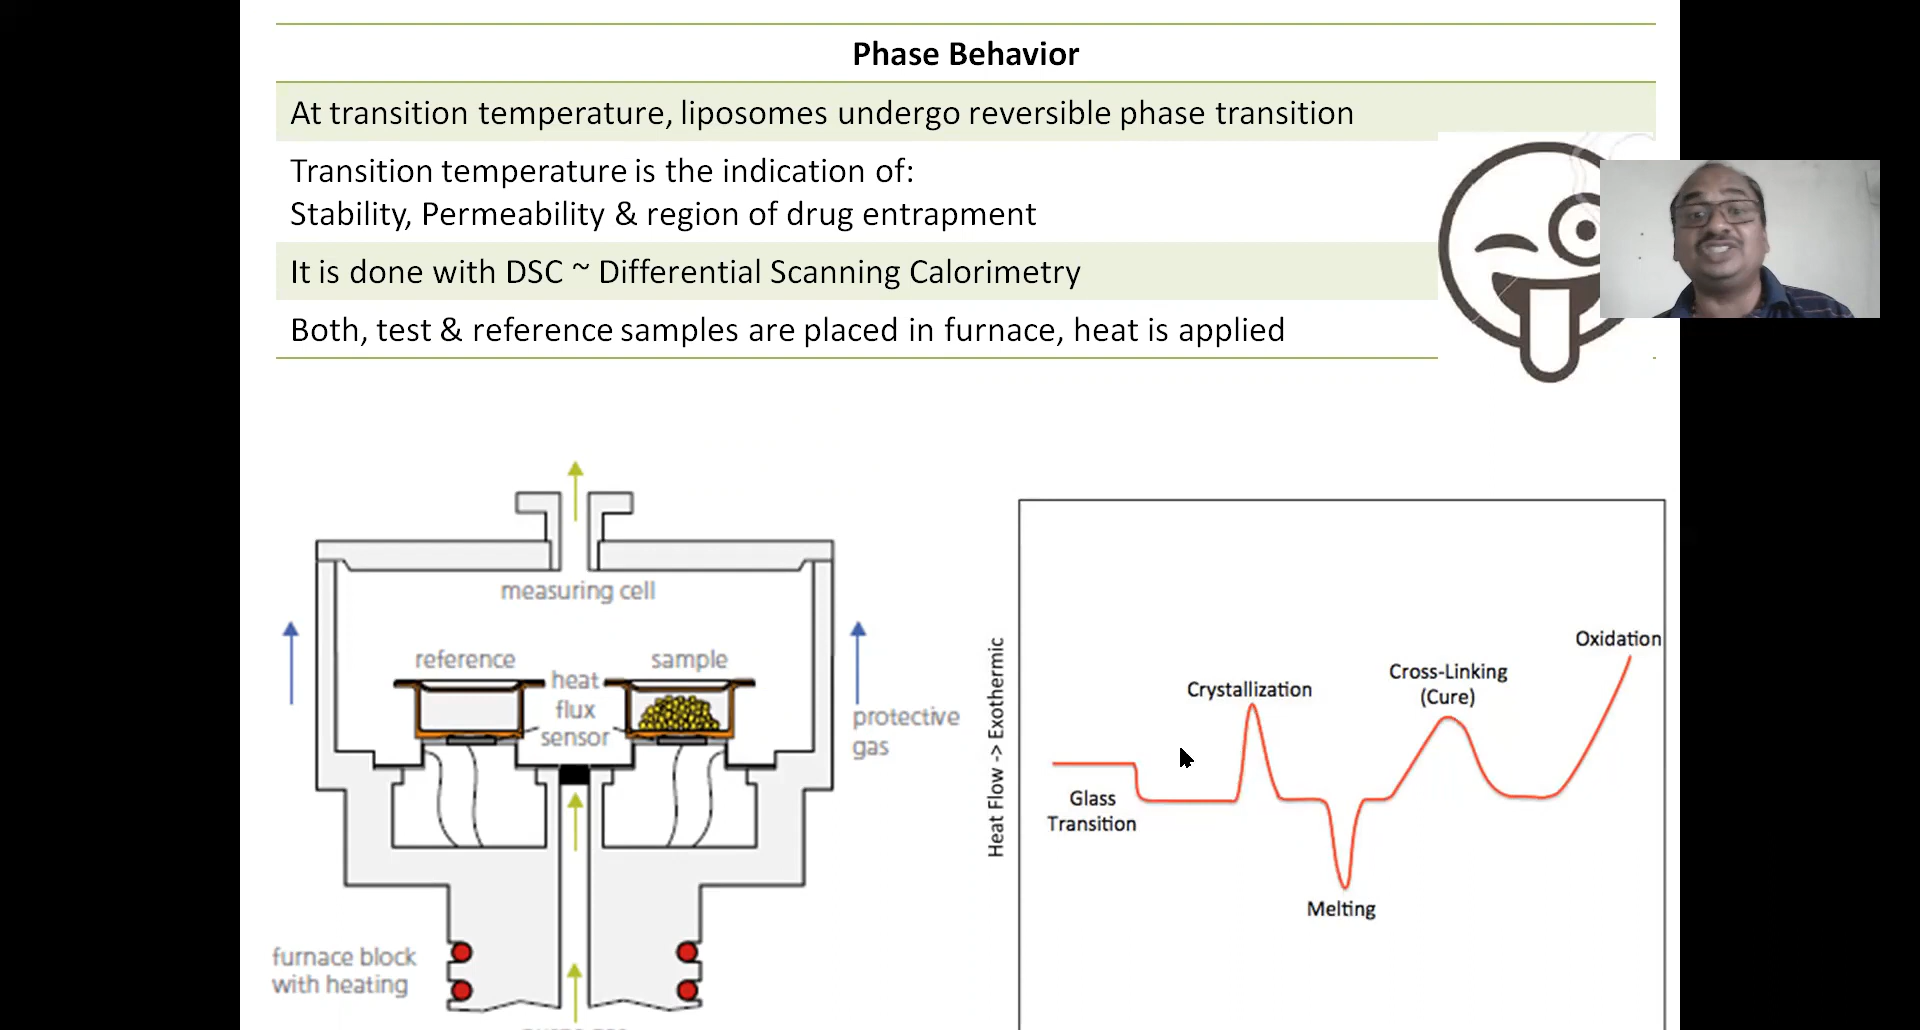 Phase Behavior
At transition temperature, liposomes undergo reversible phase transition
Transition temperature is the indication of:
Stability, Permeability & region of drug entrapment
It is done with DSC ~ Differential Scanning Calorimetry
Both, test & reference samples are placed in furnace, heat is applied
measuring cell
reference
sample
heat
flux
sensor
protective
gas
furnace block
with heating
Heat Flow -> Exothermic
Glass
Transition
Crystallization
Melting
Cross-Linking
(Cure)
Oxidation